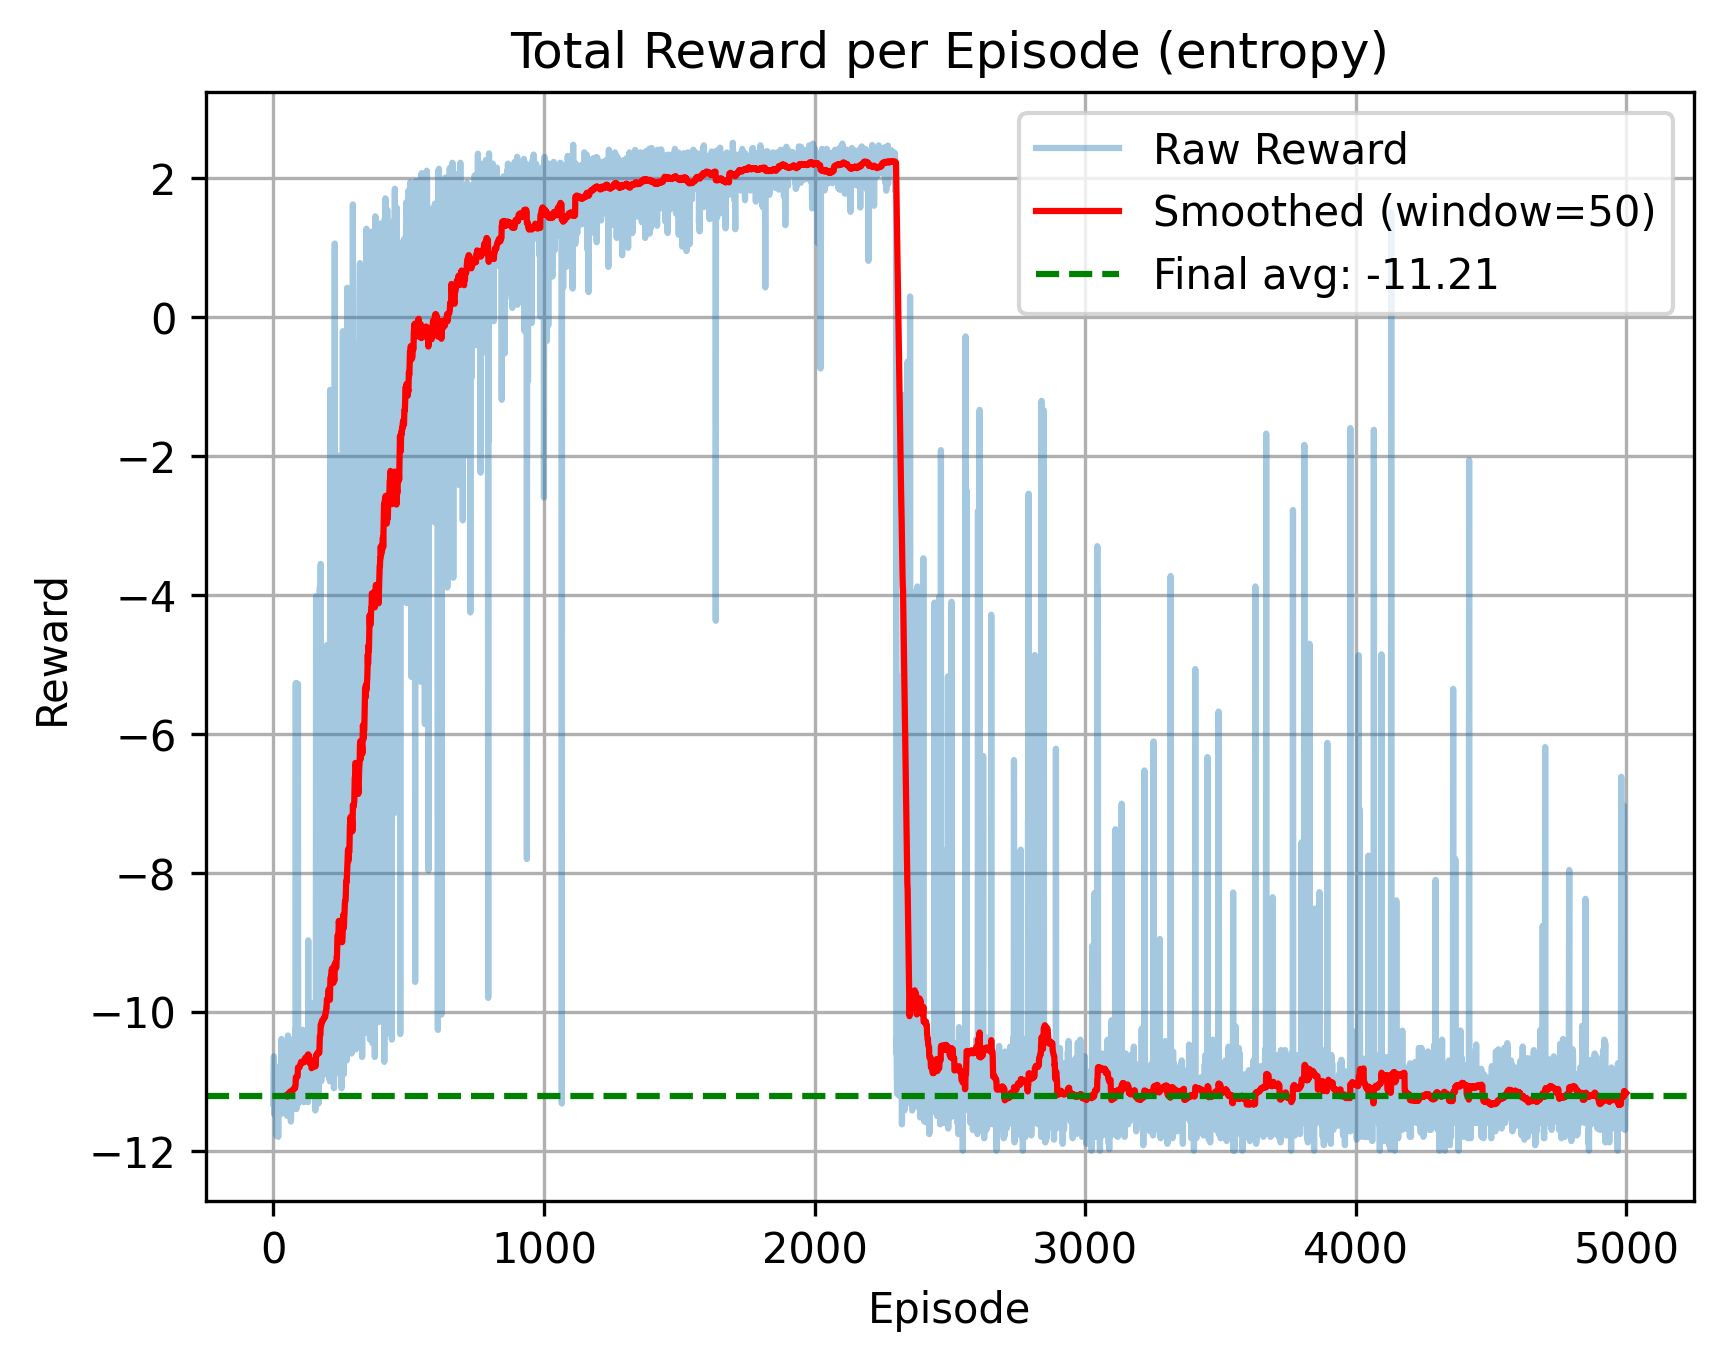 Total Reward per Episode (entropy)
Raw Reward
Smoothed (window=50)
Final avg: -11.21
Reward
2
0
−2
−4
−6
−8
−10
−12
0 1000 2000 3000 4000 5000
Episode